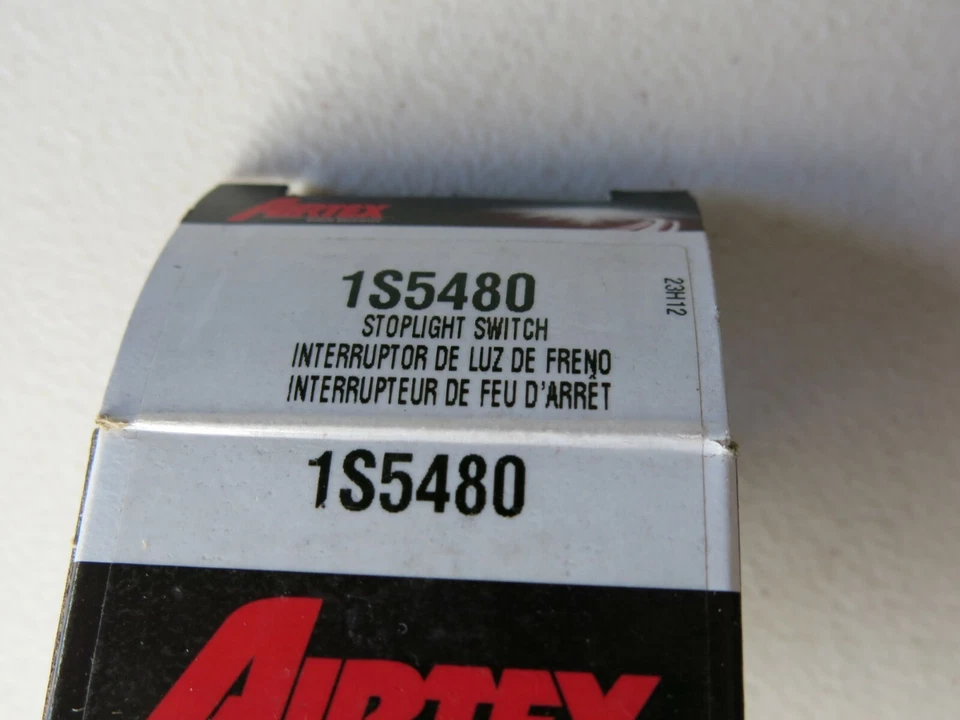 AIRTEX
1S5480
STOPLIGHT SWITCH
INTERRUPTOR DE LUZ DE FRENO
INTERRUPTEUR DE FEU D'ARRÊT
23H12
1S5480
AIRTEX